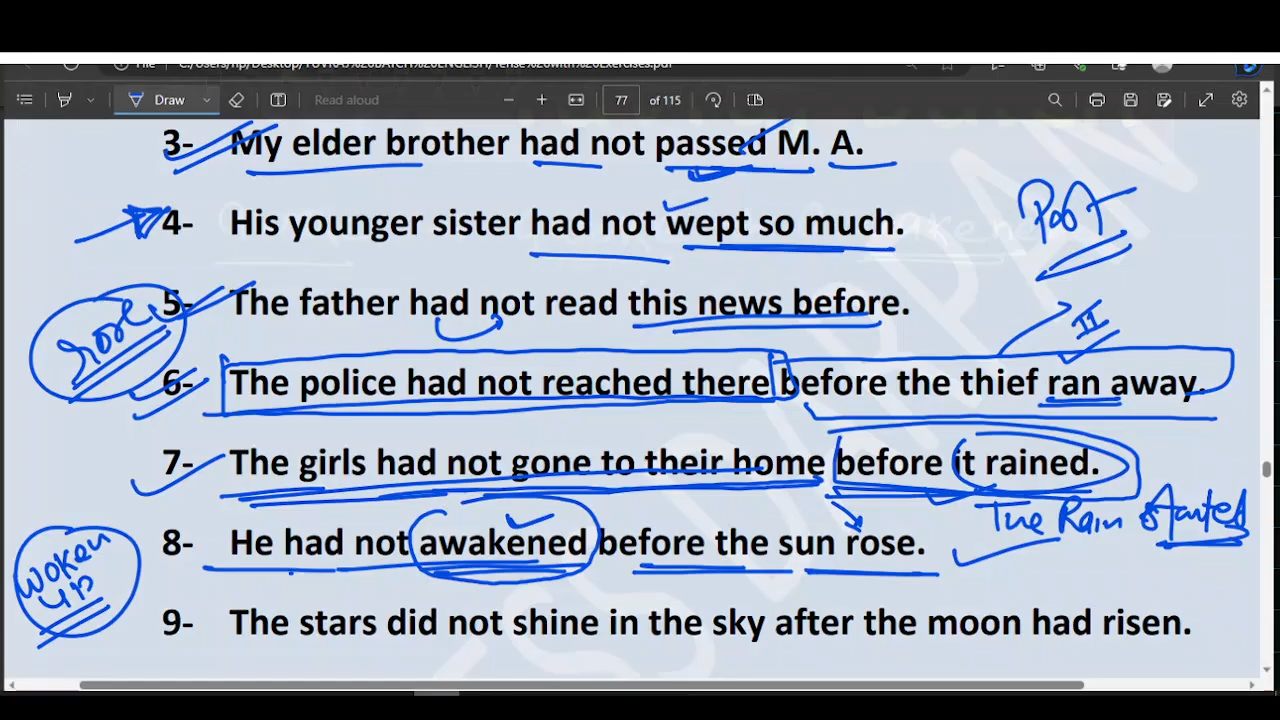 Draw
Read aloud
77 of 115
3- My elder brother had not passed M. A.
4- His younger sister had not wept so much.
Past
5- The father had not read this news before.
II
6- The police had not reached there before the thief ran away.
7- The girls had not gone to their home before it rained.
The Rain started
8- He had not awakened before the sun rose.
woken
up
9- The stars did not shine in the sky after the moon had risen.